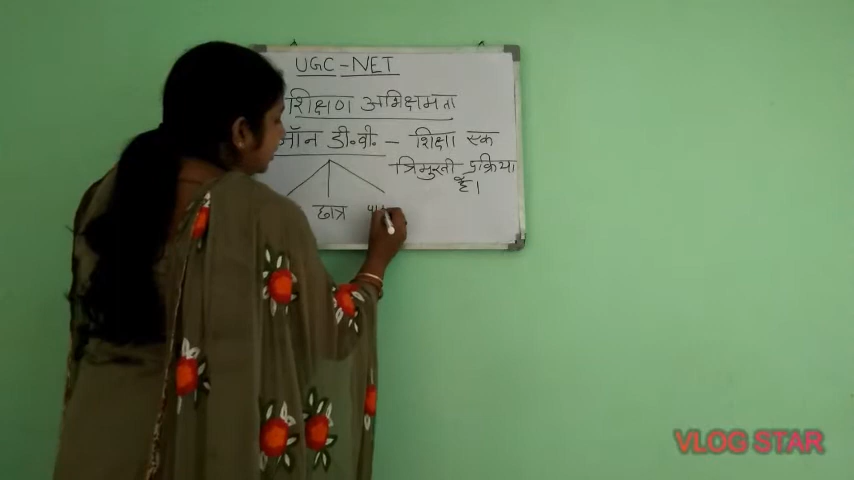 UGC-NET
शिक्षण अभिक्षमता
जॉन डी.वी. - शिक्षा एक
त्रिमुखी प्रक्रिया
है।
छात्र
VLOG STAR